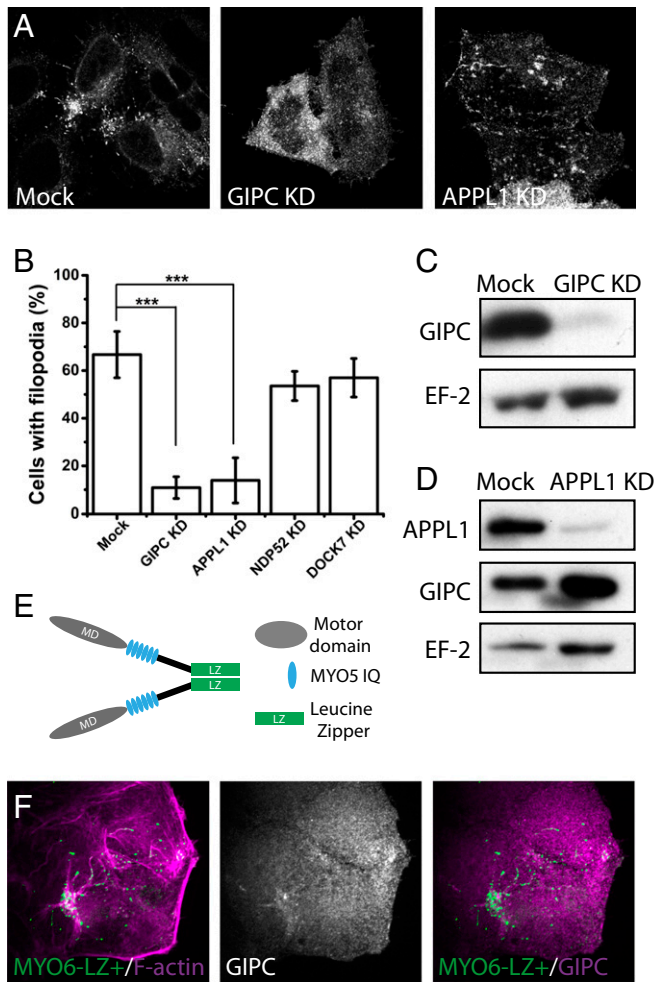 A
Mock
GIPC KD
APPL1 KD
B
Cells with filopodia (%)
100
80
60
40
20
0
***
***
Mock
GIPC KD
APPL1 KD
NDP52 KD
DOCK7 KD
C
Mock GIPC KD
GIPC
EF-2
D
Mock APPL1 KD
APPL1
GIPC
EF-2
E
MD
LZ
LZ
MD
Motor
domain
MYO5 IQ
LZ
Leucine
Zipper
F
MYO6-LZ+/F-actin
GIPC
MYO6-LZ+/GIPC